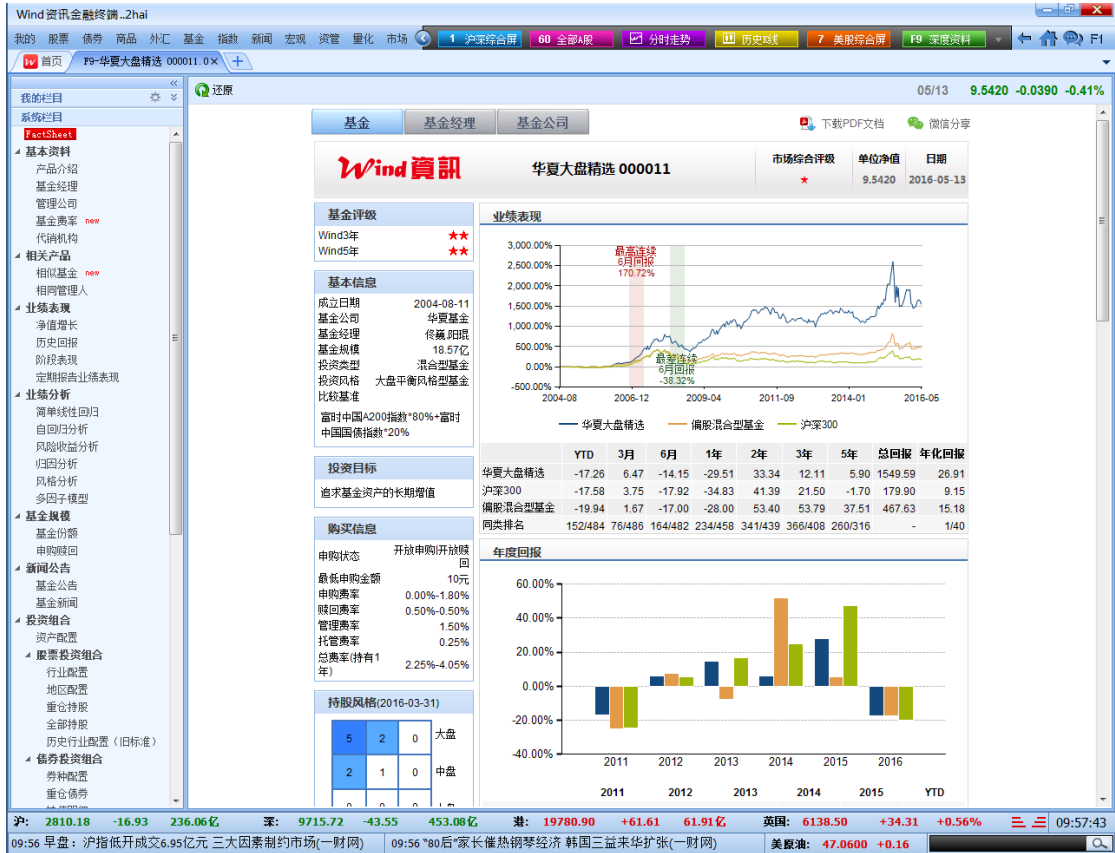 Wind资讯金融终端..2hai
我的 股票 债券 商品 外汇 基金 指数 新闻 宏观 资管 量化 市场 1 沪深综合屏 60 全部A股 分时走势 历史K线 7 美股综合屏 F9 深度资料 F1
首页 F9-华夏大盘精选 000011.OX +
我的栏目
系统栏目
FactSheet
基本资料
产品介绍
基金经理
管理公司
基金费率 new
代销机构
相关产品
相似基金 new
相同管理人
业绩表现
净值增长
历史回报
阶段表现
定期报告业绩表现
业绩分析
简单线性回归
自回归分析
风险收益分析
归因分析
风格分析
多因子模型
基金规模
基金份额
申购赎回
新闻公告
基金公告
基金新闻
投资组合
资产配置
股票投资组合
行业配置
地区配置
重仓持股
全部持股
历史行业配置(旧标准)
债券投资组合
券种配置
重仓债券
还原 05/13 9.5420 -0.0390 -0.41%
基金 基金经理 基金公司 下载PDF文档 微信分享
Wind資訊 华夏大盘精选 000011 市场综合评级 单位净值 日期
★ 9.5420 2016-05-13
基金评级
Wind3年 ★★
Wind5年 ★★
基本信息
成立日期 2004-08-11
基金公司 华夏基金
基金经理 佟巍,阳琨
基金规模 18.57亿
投资类型 混合型基金
投资风格 大盘平衡风格型基金
比较基准
富时中国A200指数*80%+富时
中国国债指数*20%
投资目标
追求基金资产的长期增值
购买信息
申购状态 开放申购|开放赎
回
最低申购金额 10元
申购费率 0.00%-1.80%
赎回费率 0.50%-0.50%
管理费率 1.50%
托管费率 0.25%
总费率(持有1
年) 2.25%-4.05%
持股风格(2016-03-31)
5 2 0 大盘
2 1 0 中盘
业绩表现
3,000.00%
2,500.00%
2,000.00%
1,500.00%
1,000.00%
500.00%
0.00%
-500.00%
最高连续
6月回报
170.72%
最差连续
6月回报
-38.32%
2004-08 2006-12 2009-04 2011-09 2014-01 2016-05
华夏大盘精选 偏股混合型基金 沪深300
YTD 3月 6月 1年 2年 3年 5年 总回报 年化回报
华夏大盘精选 -17.26 6.47 -14.15 -29.51 33.34 12.11 5.90 1549.59 26.91
沪深300 -17.58 3.75 -17.92 -34.83 41.39 21.50 -1.70 179.90 9.15
偏股混合型基金 -19.94 1.67 -17.00 -28.00 53.40 53.79 37.51 467.63 15.18
同类排名 152/484 76/486 164/482 234/458 341/439 366/408 260/316 - 1/40
年度回报
60.00%
40.00%
20.00%
0.00%
-20.00%
-40.00%
2011 2012 2013 2014 2015 2016
2011 2012 2013 2014 2015 YTD
沪: 2810.18 -16.93 236.06亿 深: 9715.72 -43.55 453.08亿 港: 19780.90 +61.61 61.91亿 英国: 6138.50 +34.31 +0.56% 09:57:43
09:56 早盘:沪指低开成交6.95亿元 三大因素制约市场(一财网) 09:56 “80后”家长催热钢琴经济 韩国三益来华扩张(一财网) 美原油: 47.0600 +0.16